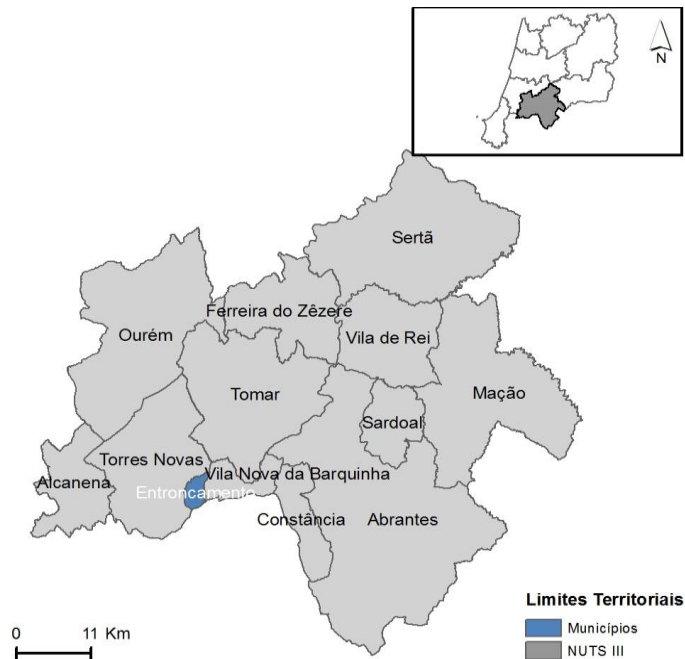 N
Sertã
Ferreira do Zêzere
Ourém
Vila de Rei
Tomar
Mação
Sardoal
Torres Novas
Vila Nova da Barquinha
Alcanena
Entroncamento
Constância
Abrantes
Limites Territoriais
0 11 Km
Municípios
NUTS III